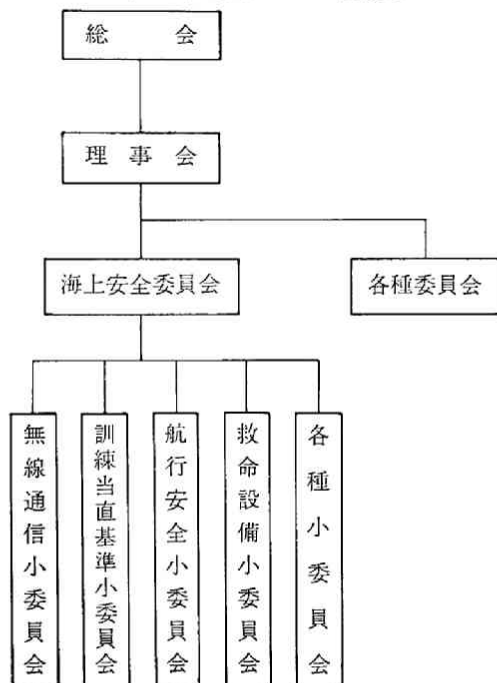 総会
理事会
海上安全委員会
各種委員会
無線通信小委員会
訓練当直基準小委員会
航行安全小委員会
救命設備小委員会
各種小委員会